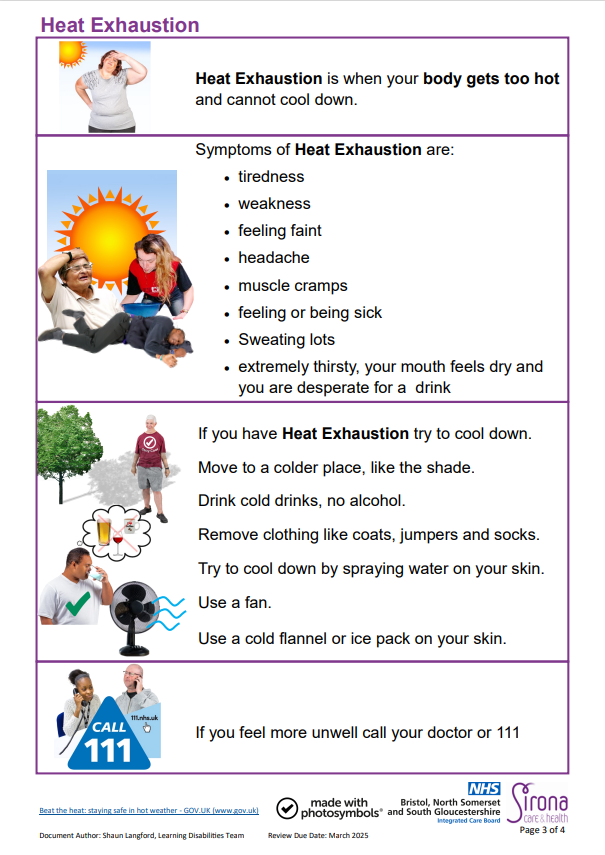 Heat Exhaustion
Heat Exhaustion is when your body gets too hot
and cannot cool down.
Symptoms of Heat Exhaustion are:
• tiredness
• weakness
• feeling faint
• headache
• muscle cramps
• feeling or being sick
• Sweating lots
• extremely thirsty, your mouth feels dry and
you are desperate for a drink
If you have Heat Exhaustion try to cool down.
Move to a colder place, like the shade.
Drink cold drinks, no alcohol.
Remove clothing like coats, jumpers and socks.
Try to cool down by spraying water on your skin.
Use a fan.
Use a cold flannel or ice pack on your skin.
111.nhs.uk
CALL
111
If you feel more unwell call your doctor or 111
Beat the heat: staying safe in hot weather - GOV.UK (www.gov.uk)
made with
photosymbols®
NHS
Bristol, North Somerset
and South Gloucestershire
Integrated Care Board
Sirona
care & health
Page 3 of 4
Document Author: Shaun Langford, Learning Disabilities Team
Review Due Date: March 2025